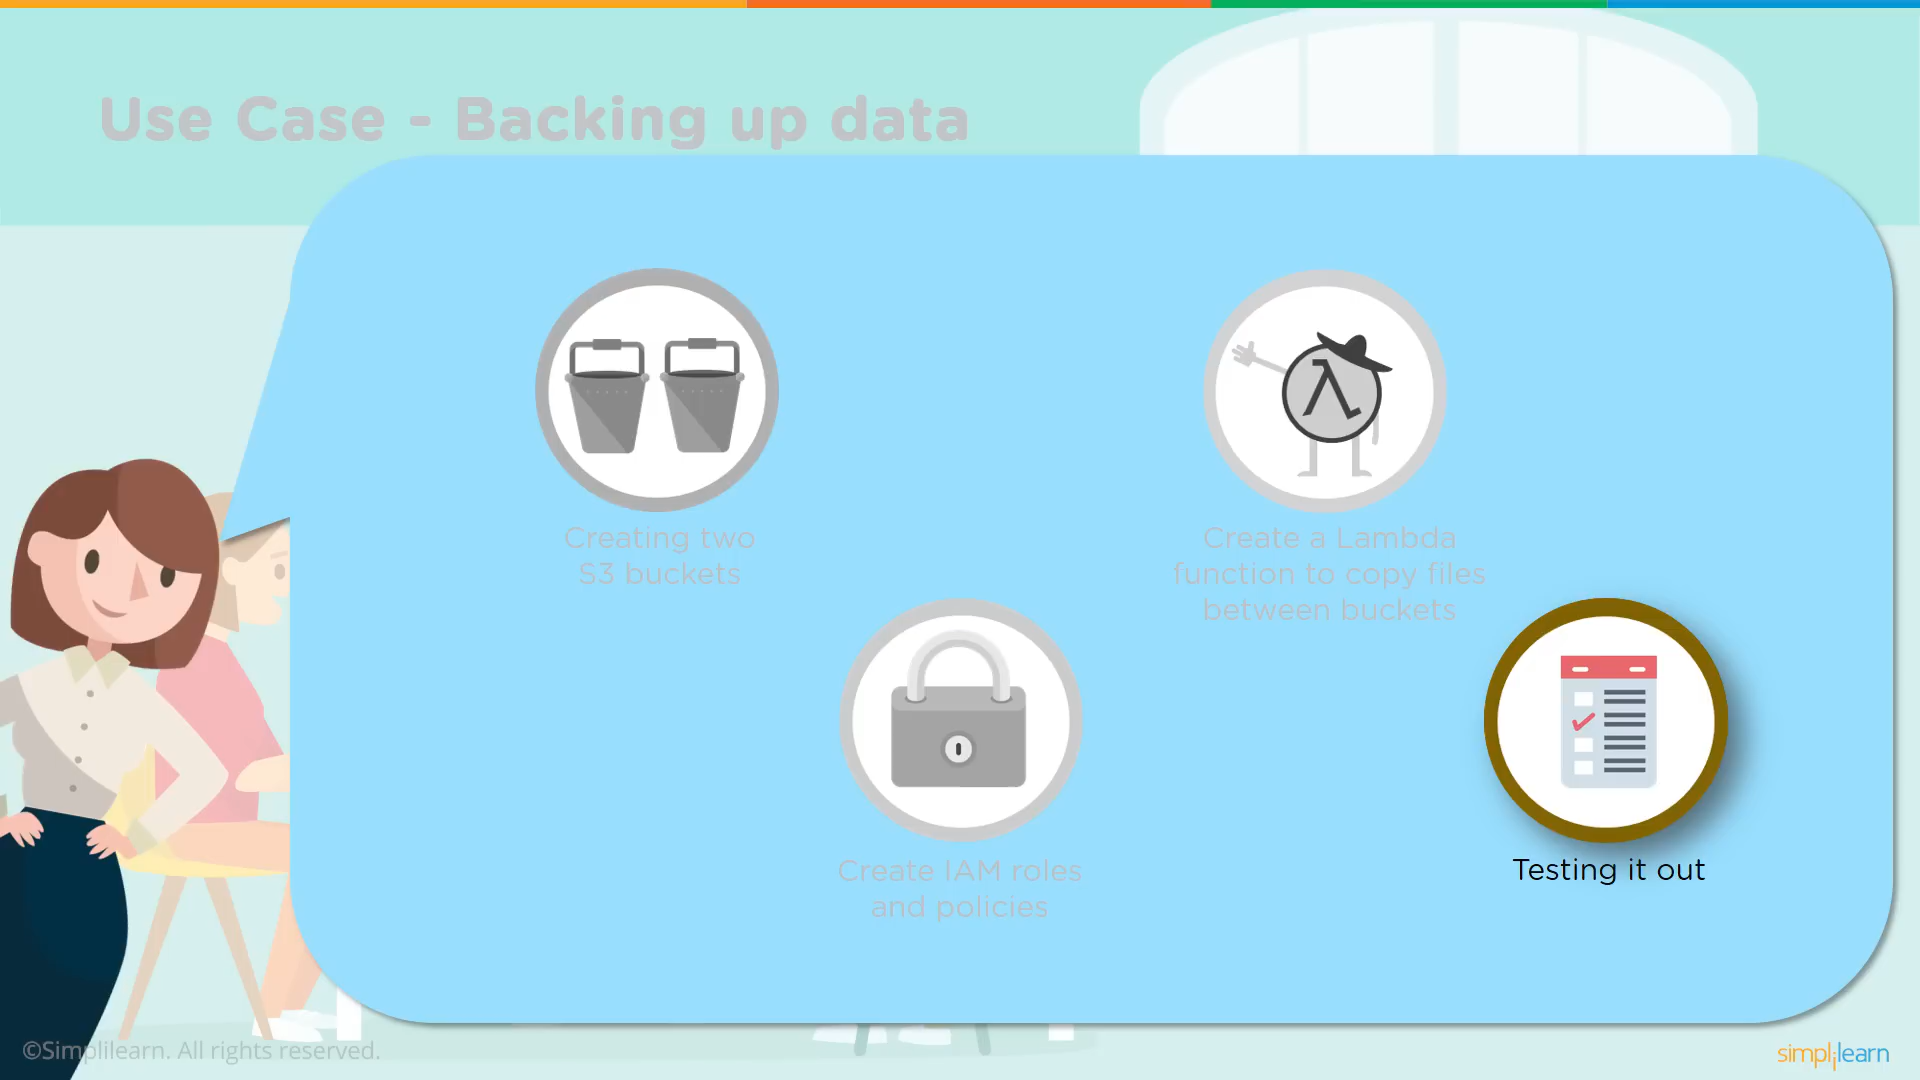 Use Case - Backing up data
Creating two
S3 buckets
Create a Lambda
function to copy files
between buckets
Create IAM roles
and policies
Testing it out
©Simplilearn. All rights reserved.
simplilearn